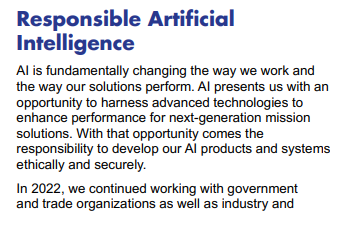 Responsible Artificial
Intelligence
AI is fundamentally changing the way we work and
the way our solutions perform. AI presents us with an
opportunity to harness advanced technologies to
enhance performance for next-generation mission
solutions. With that opportunity comes the
responsibility to develop our AI products and systems
ethically and securely.
In 2022, we continued working with government
and trade organizations as well as industry and